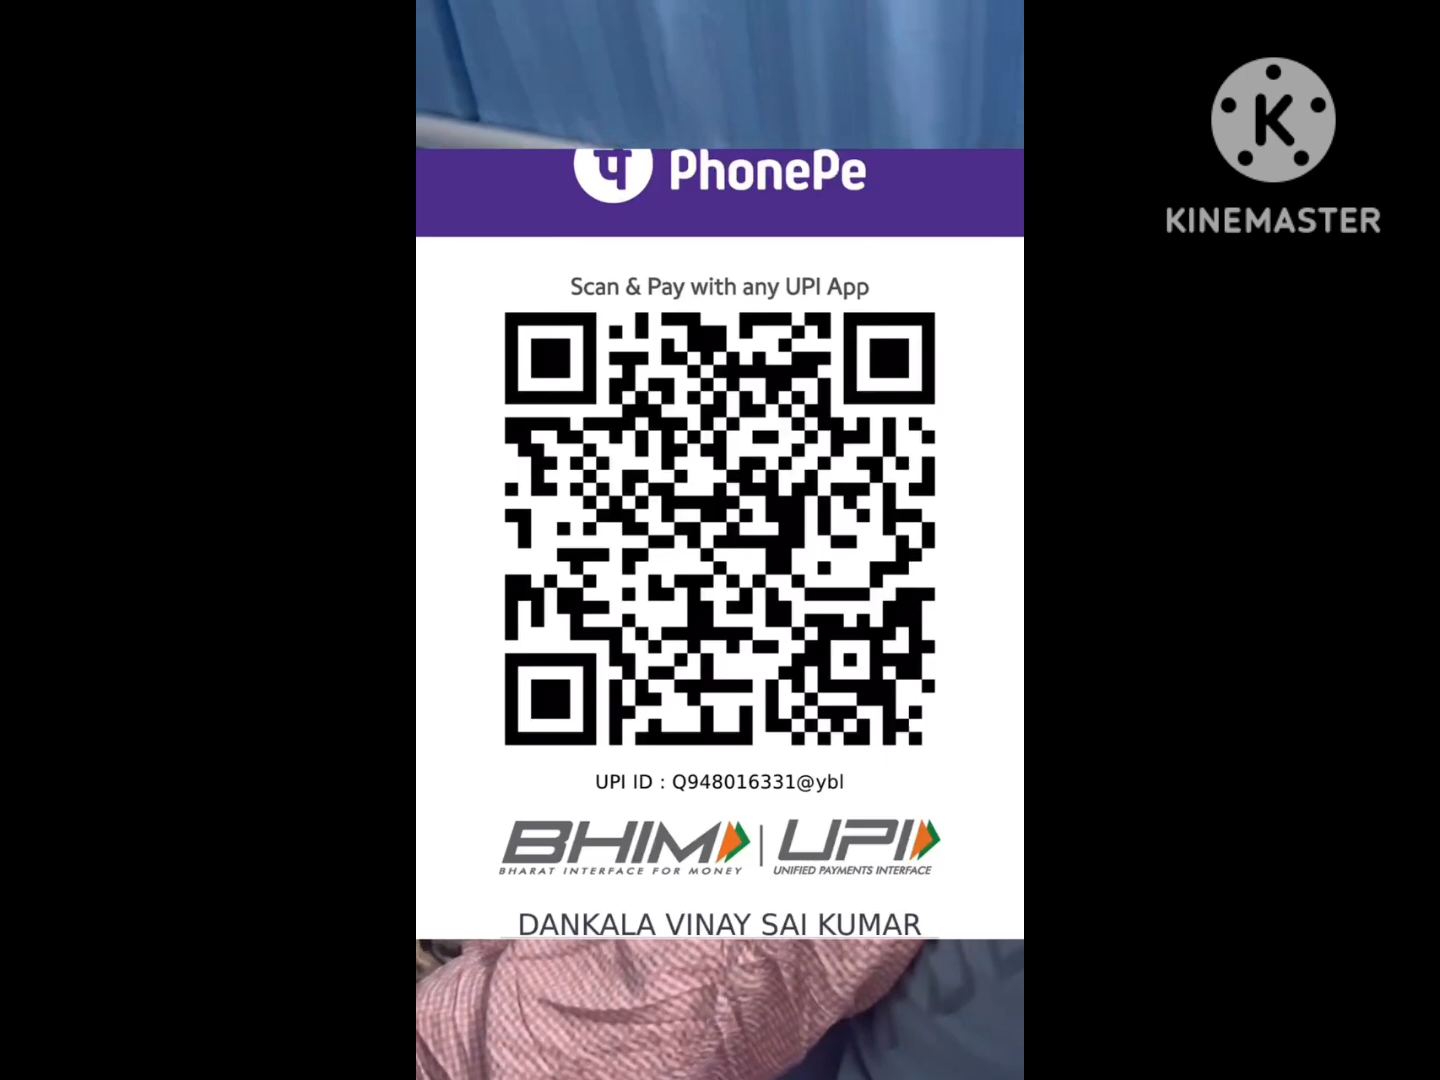 पे PhonePe
K
KINEMASTER
Scan & Pay with any UPI App
UPI ID : Q948016331@ybl
BHIM | UPI
BHARAT INTERFACE FOR MONEY UNIFIED PAYMENTS INTERFACE
DANKALA VINAY SAI KUMAR